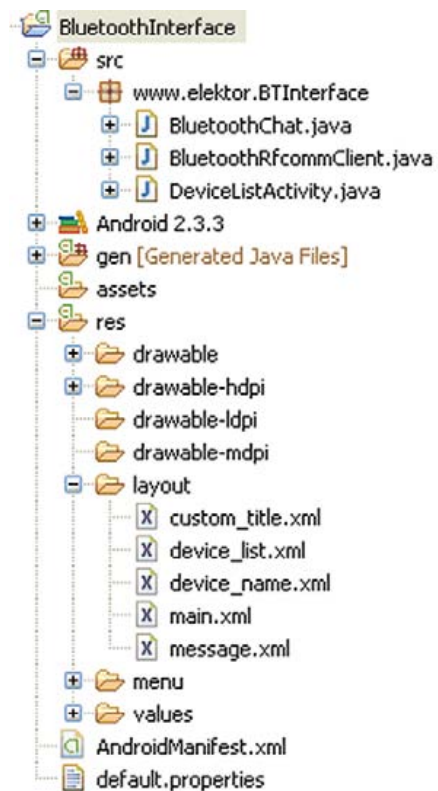 BluetoothInterface
src
www.elektor.BTInterface
BluetoothChat.java
BluetoothRfcommClient.java
DeviceListActivity.java
Android 2.3.3
gen [Generated Java Files]
assets
res
drawable
drawable-hdpi
drawable-ldpi
drawable-mdpi
layout
custom_title.xml
device_list.xml
device_name.xml
main.xml
message.xml
menu
values
AndroidManifest.xml
default.properties